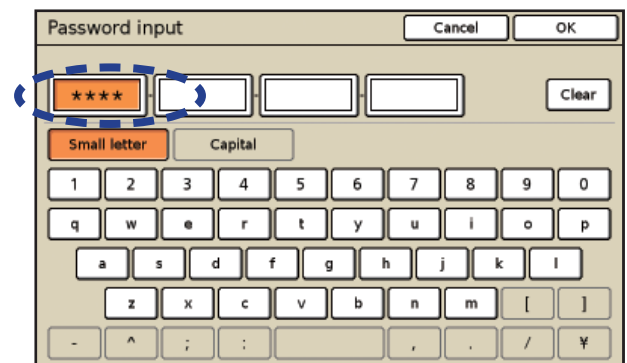 Password input Cancel OK
**** - - - Clear
Small letter Capital
1 2 3 4 5 6 7 8 9 0
q w e r t y u i o p
a s d f g h j k l
z x c v b n m [ ]
- ^ ; : , . / ¥